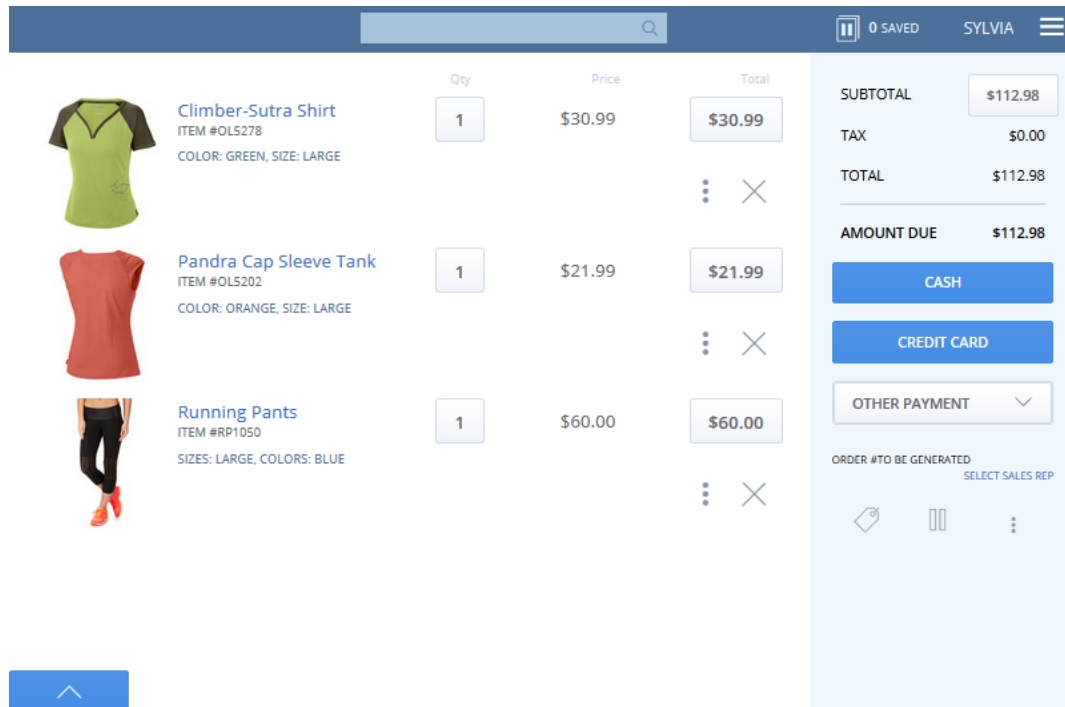 0 SAVED SYLVIA
Qty Price Total
Climber-Sutra Shirt
ITEM #OL5278
COLOR: GREEN, SIZE: LARGE
1 $30.99 $30.99
Pandra Cap Sleeve Tank
ITEM #OL5202
COLOR: ORANGE, SIZE: LARGE
1 $21.99 $21.99
Running Pants
ITEM #RP1050
SIZES: LARGE, COLORS: BLUE
1 $60.00 $60.00
SUBTOTAL $112.98
TAX $0.00
TOTAL $112.98
AMOUNT DUE $112.98
CASH
CREDIT CARD
OTHER PAYMENT
ORDER #TO BE GENERATED
SELECT SALES REP